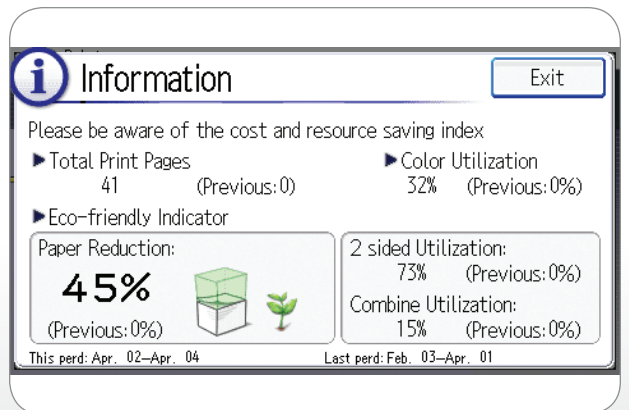 i Information
Exit
Please be aware of the cost and resource saving index
▶Total Print Pages
41 (Previous:0)
▶Color Utilization
32% (Previous:0%)
▶Eco-friendly Indicator
Paper Reduction:
45%
(Previous:0%)
2 sided Utilization:
73% (Previous:0%)
Combine Utilization:
15% (Previous:0%)
This perd: Apr. 02–Apr. 04
Last perd: Feb. 03–Apr. 01